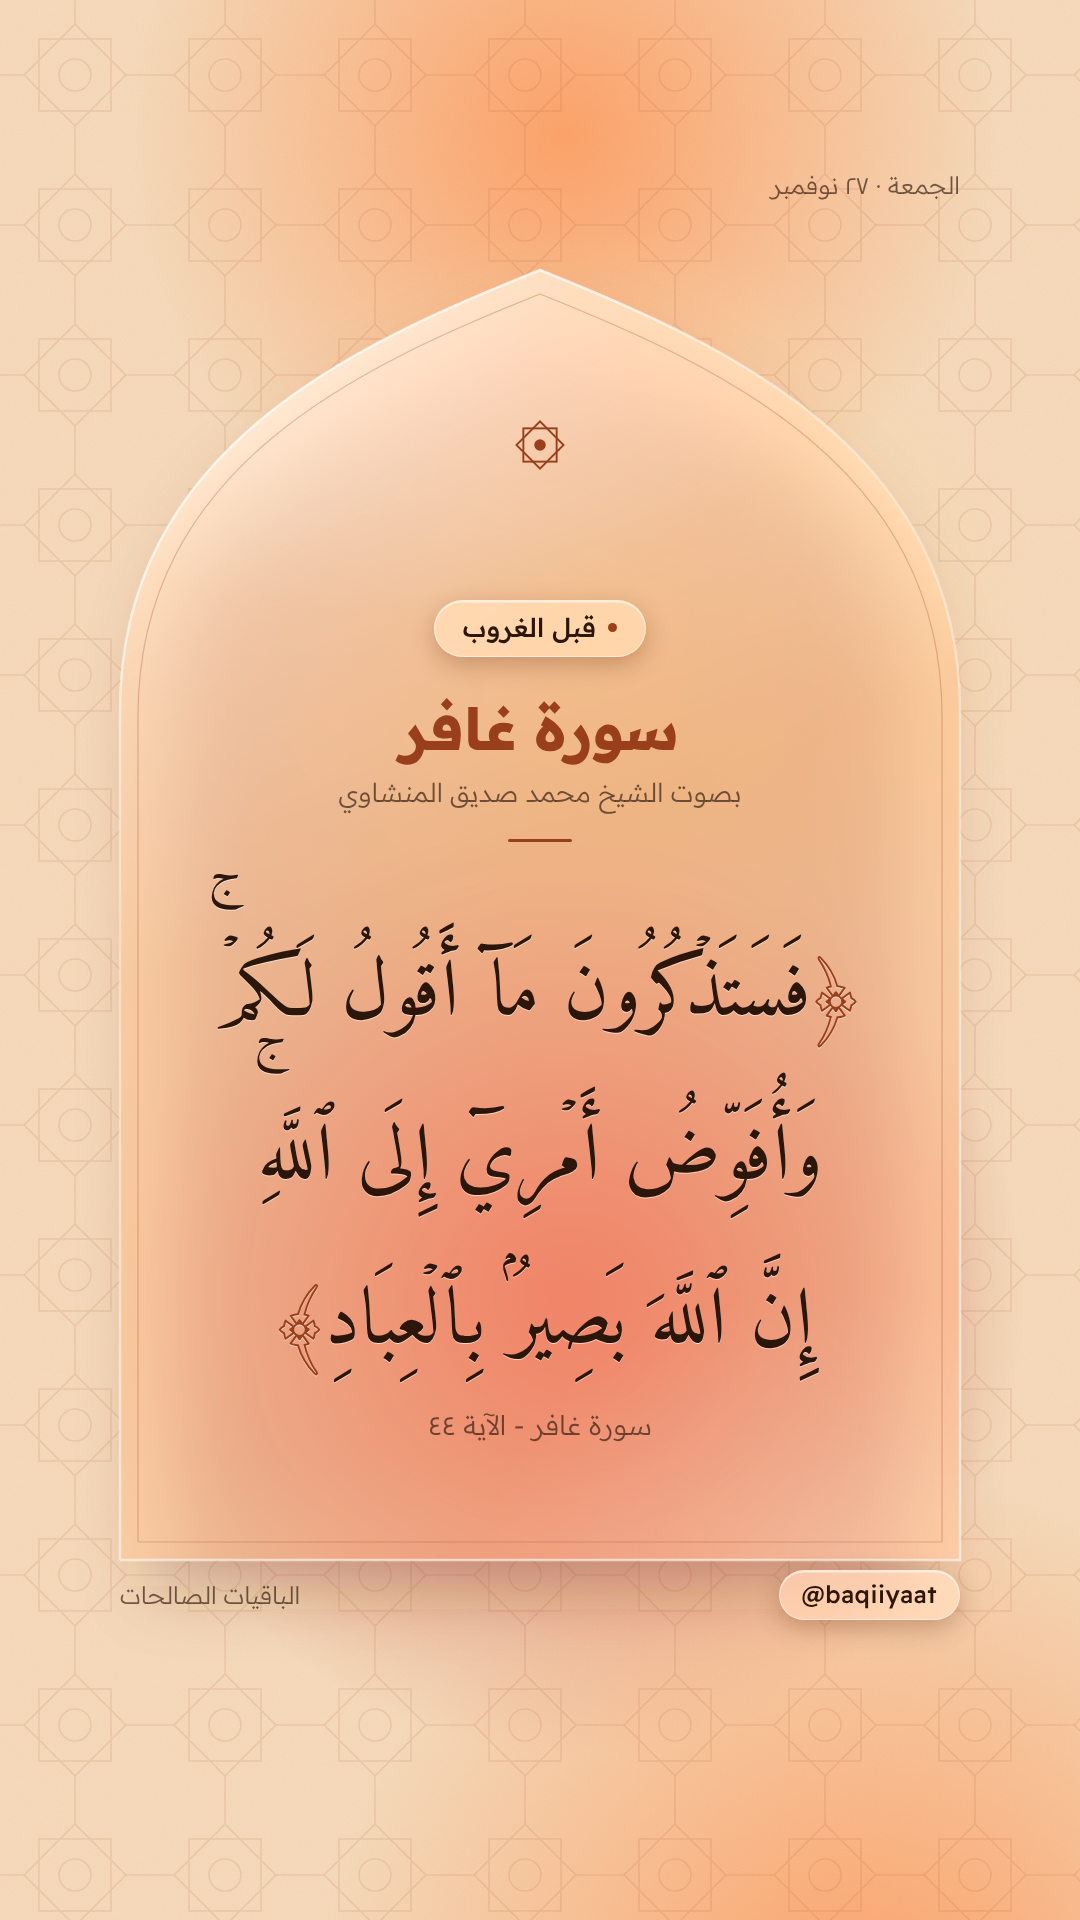 الجمعة · ٢٧ نوفمبر
قبل الغروب
سورة غافر
بصوت الشيخ محمد صديق المنشاوي
﴿فَسَتَذۡكُرُونَ مَآ أَقُولُ لَكُمۡۚ
وَأُفَوِّضُ أَمۡرِيٓ إِلَى ٱللَّهِۚ
إِنَّ ٱللَّهَ بَصِيرُۢ بِٱلۡعِبَادِ﴾
سورة غافر - الآية ٤٤
@baqiiyaat
الباقيات الصالحات